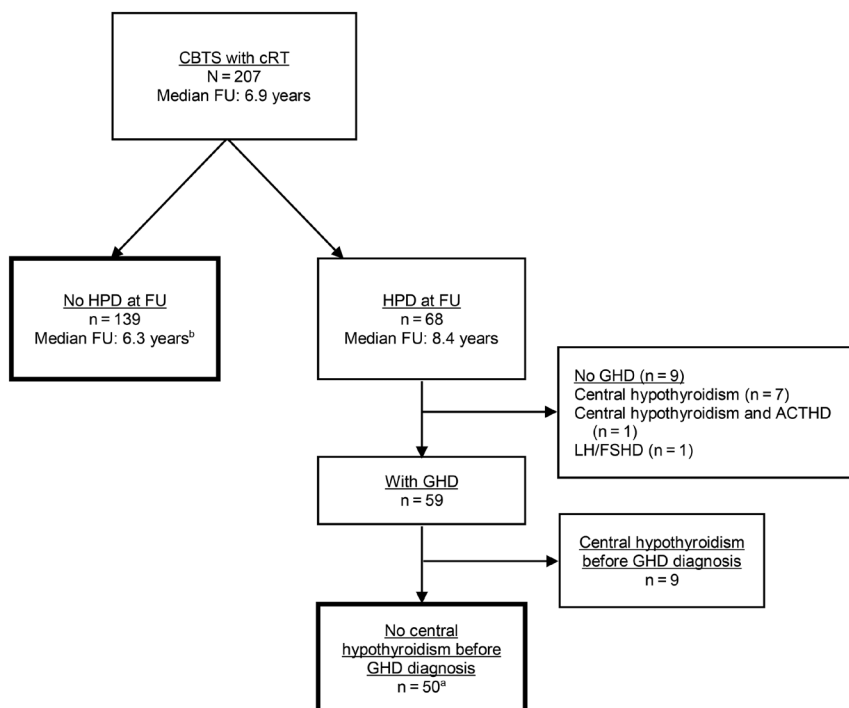 CBTS with cRT
N = 207
Median FU: 6.9 years
No HPD at FU
n = 139
Median FU: 6.3 yearsᵇ
HPD at FU
n = 68
Median FU: 8.4 years
No GHD (n = 9)
Central hypothyroidism (n = 7)
Central hypothyroidism and ACTHD
(n = 1)
LH/FSHD (n = 1)
With GHD
n = 59
Central hypothyroidism
before GHD diagnosis
n = 9
No central
hypothyroidism before
GHD diagnosis
n = 50ᵃ